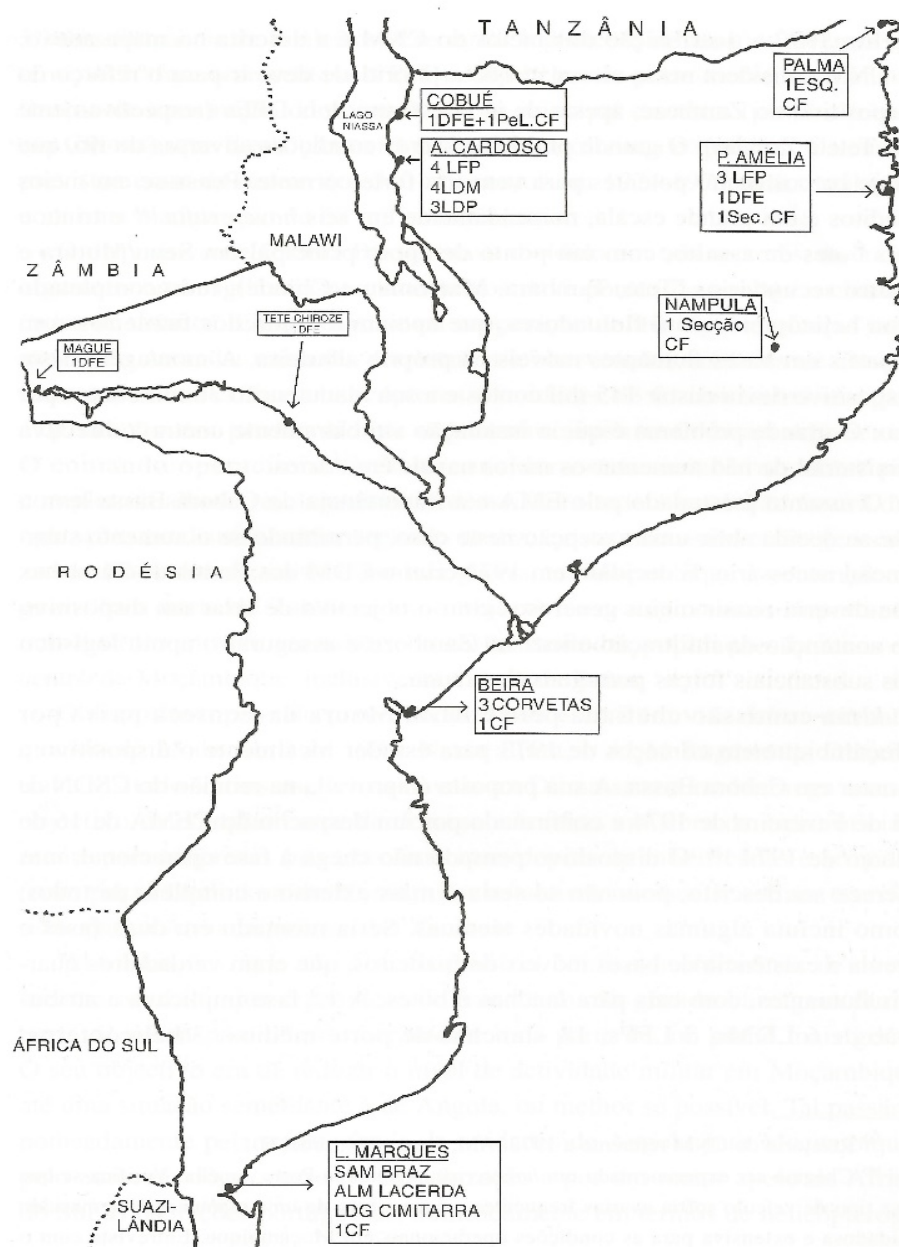 TANZÂNIA
PALMA
1ESQ.
CF
COBUÉ
1DFE+1PeL.CF
LAGO
NIASSA
A. CARDOSO
4 LFP
4LDM
3LDP
P. AMÉLIA
3 LFP
1DFE
1Sec. CF
MALAWI
ZÂMBIA
NAMPULA
1 Secção
CF
TETE CHIROZE
1DFE
MAGUE
1DFE
RODÉSIA
BEIRA
3 CORVETAS
1CF
ÁFRICA DO SUL
L. MARQUES
SAM BRAZ
ALM LACERDA
LDG CIMITARRA
1CF
SUAZI-
LÂNDIA